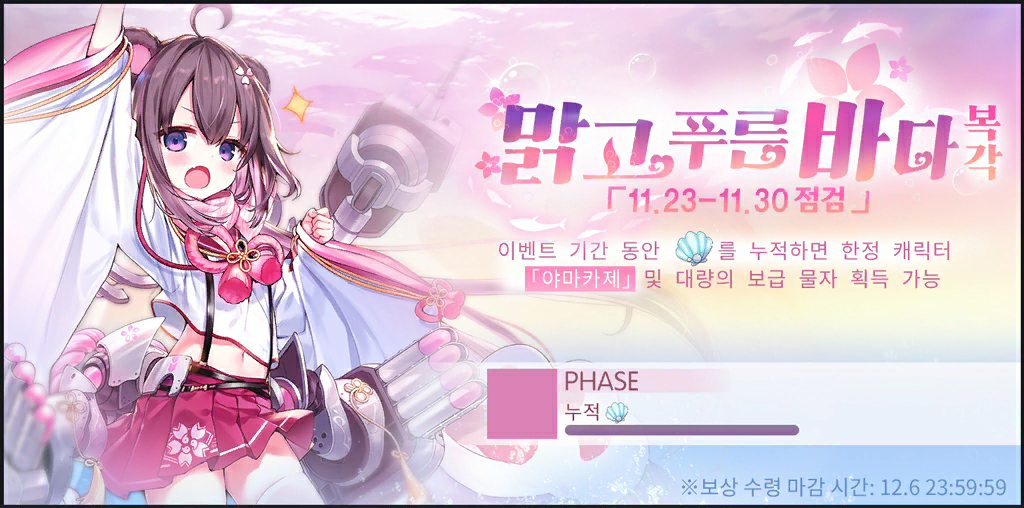 맑고 푸른 바다 복각
「11.23-11.30 점검」
이벤트 기간 동안 를 누적하면 한정 캐릭터
「야마카제」 및 대량의 보급 물자 획득 가능
PHASE
누적
※보상 수령 마감 시간: 12.6 23:59:59